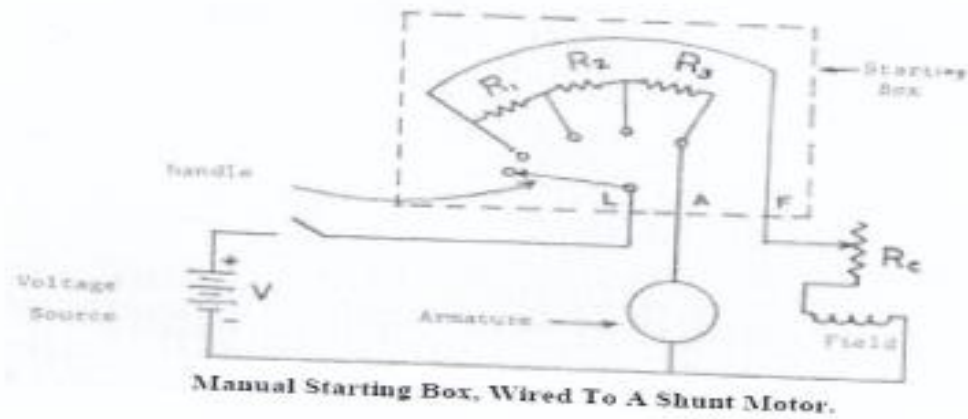 R1
R2
R3
Starting
Box
handle
L
A
F
+
V
-
Voltage
Source
Rc
Armature
Field
Manual Starting Box, Wired To A Shunt Motor.